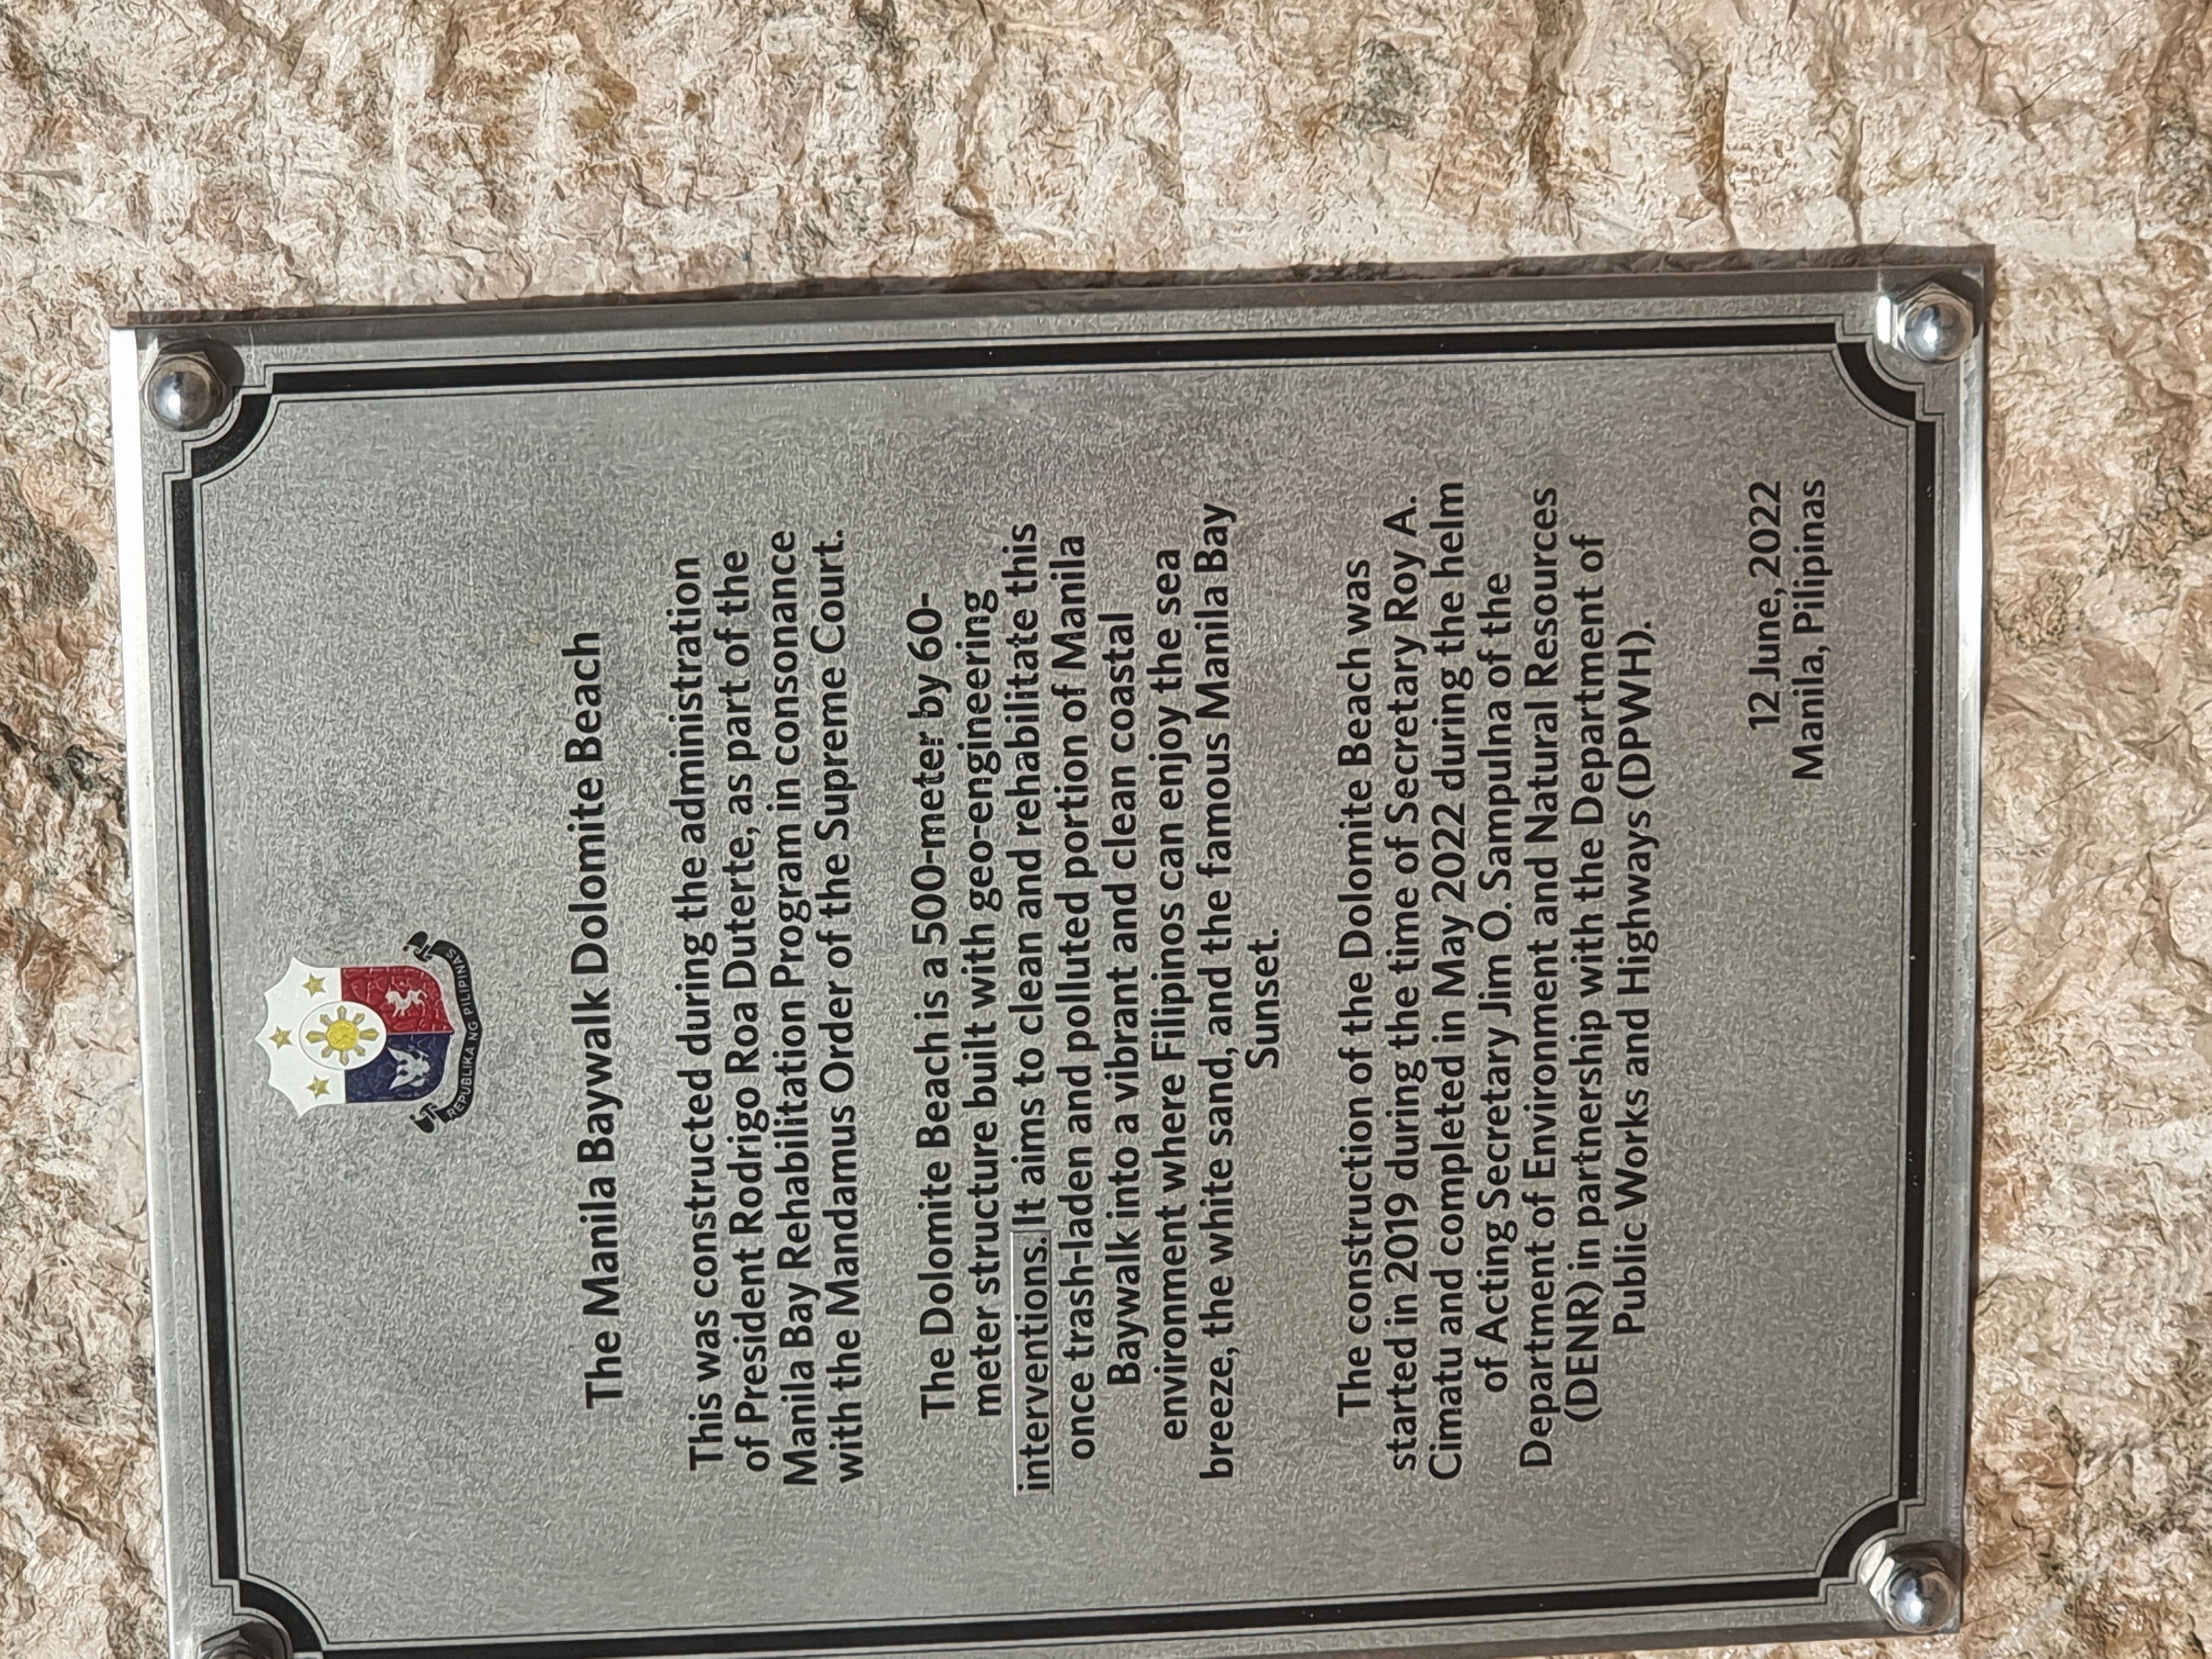 REPUBLIKA NG PILIPINAS
The Manila Baywalk Dolomite Beach
This was constructed during the administration
of President Rodrigo Roa Duterte, as part of the
Manila Bay Rehabilitation Program in consonance
with the Mandamus Order of the Supreme Court.
The Dolomite Beach is a 500-meter by 60-
meter structure built with geo-engineering
interventions. It aims to clean and rehabilitate this
once trash-laden and polluted portion of Manila
Baywalk into a vibrant and clean coastal
environment where Filipinos can enjoy the sea
breeze, the white sand, and the famous Manila Bay
Sunset.
The construction of the Dolomite Beach was
started in 2019 during the time of Secretary Roy A.
Cimatu and completed in May 2022 during the helm
of Acting Secretary Jim O. Sampulna of the
Department of Environment and Natural Resources
(DENR) in partnership with the Department of
Public Works and Highways (DPWH).
12 June, 2022
Manila, Pilipinas